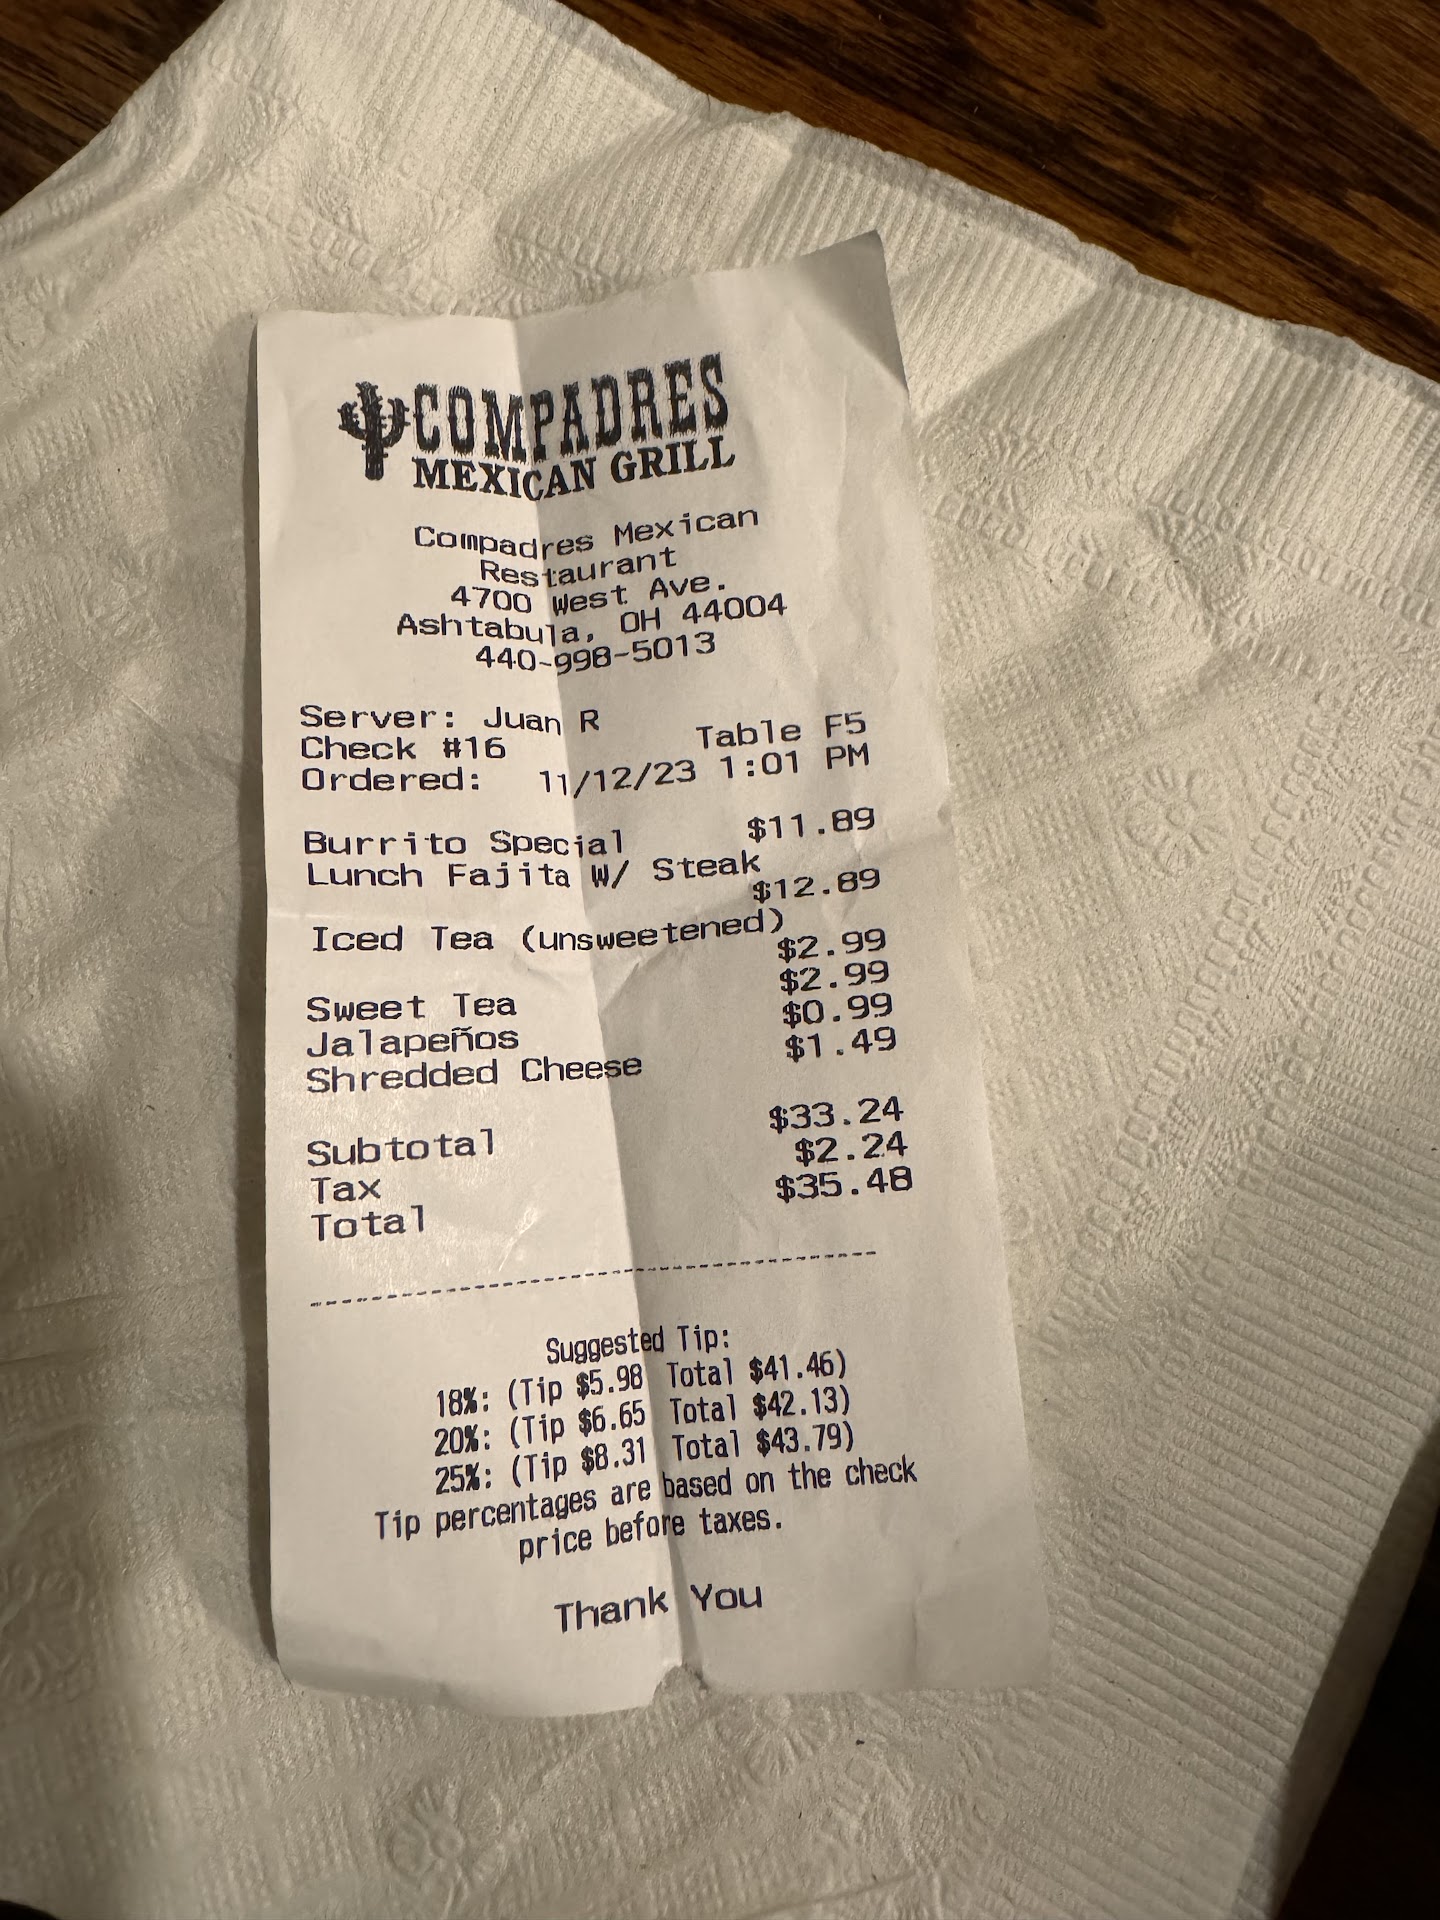 COMPADRES
MEXICAN GRILL
Compadres Mexican
Restaurant
4700 West Ave.
Ashtabula, OH 44004
440-998-5013
Server: Juan R
Check #16 Table F5
Ordered: 11/12/23 1:01 PM
Burrito Special $11.89
Lunch Fajita W/ Steak
$12.89
Iced Tea (unsweetened)
$2.99
Sweet Tea $2.99
Jalapeños $0.99
Shredded Cheese $1.49
Subtotal $33.24
Tax $2.24
Total $35.48
Suggested Tip:
18%: (Tip $5.98 Total $41.46)
20%: (Tip $6.65 Total $42.13)
25%: (Tip $8.31 Total $43.79)
Tip percentages are based on the check
price before taxes.
Thank You